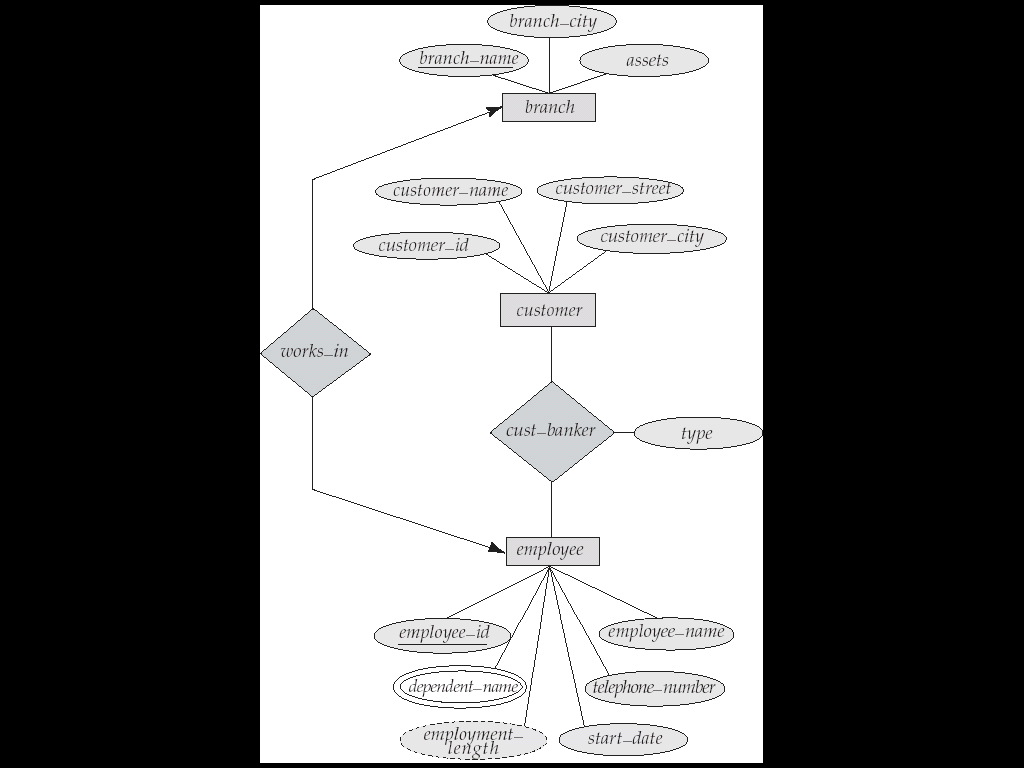 branch_city
branch_name
assets
branch
customer_name
customer_street
customer_id
customer_city
customer
works_in
cust_banker
type
employee
employee_id
employee_name
dependent_name
telephone_number
employment_
length
start_date